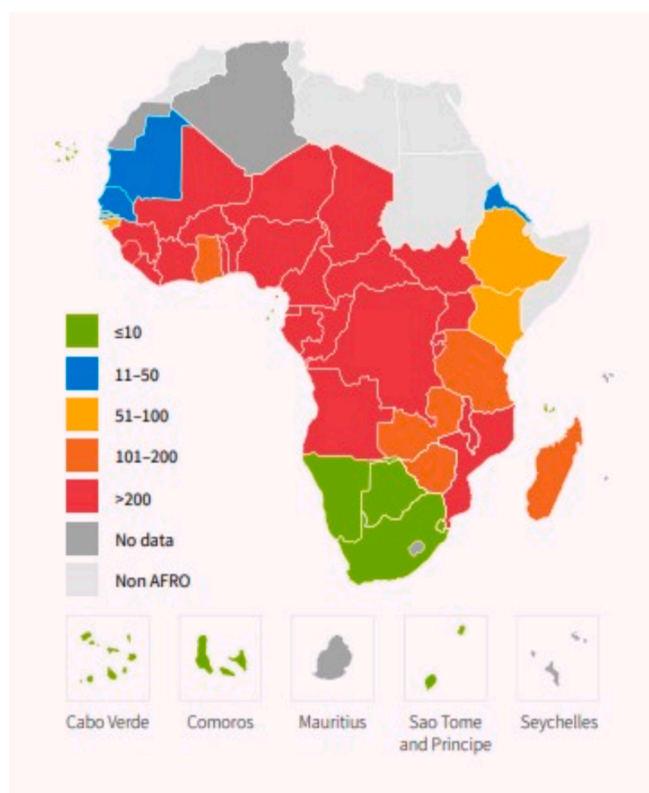 ≤10
11–50
51–100
101–200
>200
No data
Non AFRO
Cabo Verde
Comoros
Mauritius
Sao Tome
and Principe
Seychelles